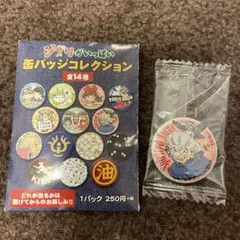 ジブリがいっぱい
缶バッジコレクション
全14種
油
どれが出るかは
開けてからのお楽しみ!!
1パック 250円